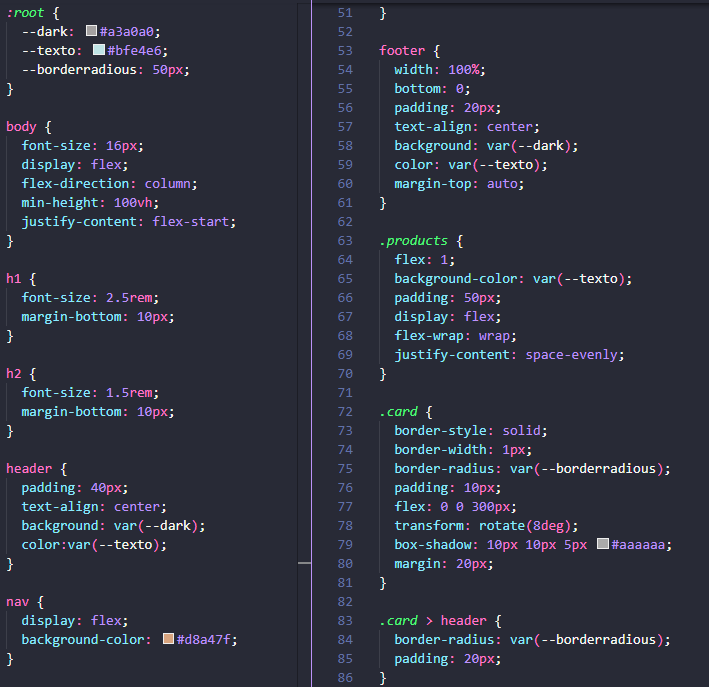 :root {
--dark: #a3a0a0;
--texto: #bfe4e6;
--borderradious: 50px;
}
body {
font-size: 16px;
display: flex;
flex-direction: column;
min-height: 100vh;
justify-content: flex-start;
}
h1 {
font-size: 2.5rem;
margin-bottom: 10px;
}
h2 {
font-size: 1.5rem;
margin-bottom: 10px;
}
header {
padding: 40px;
text-align: center;
background: var(--dark);
color:var(--texto);
}
nav {
display: flex;
background-color: #d8a47f;
}
51 }
52
53 footer {
54 width: 100%;
55 bottom: 0;
56 padding: 20px;
57 text-align: center;
58 background: var(--dark);
59 color: var(--texto);
60 margin-top: auto;
61 }
62
63 .products {
64 flex: 1;
65 background-color: var(--texto);
66 padding: 50px;
67 display: flex;
68 flex-wrap: wrap;
69 justify-content: space-evenly;
70 }
71
72 .card {
73 border-style: solid;
74 border-width: 1px;
75 border-radius: var(--borderradious);
76 padding: 10px;
77 flex: 0 0 300px;
78 transform: rotate(8deg);
79 box-shadow: 10px 10px 5px #aaaaaa;
80 margin: 20px;
81 }
82
83 .card > header {
84 border-radius: var(--borderradious);
85 padding: 20px;
86 }